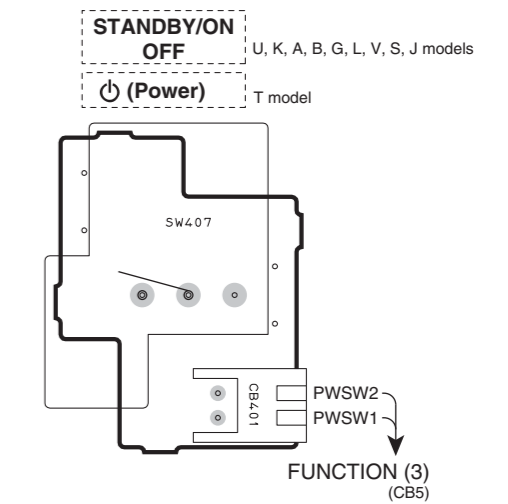 STANDBY/ON
OFF
U, K, A, B, G, L, V, S, J models
(Power)
T model
SW407
CB401
PWSW2
PWSW1
FUNCTION (3)
(CB5)